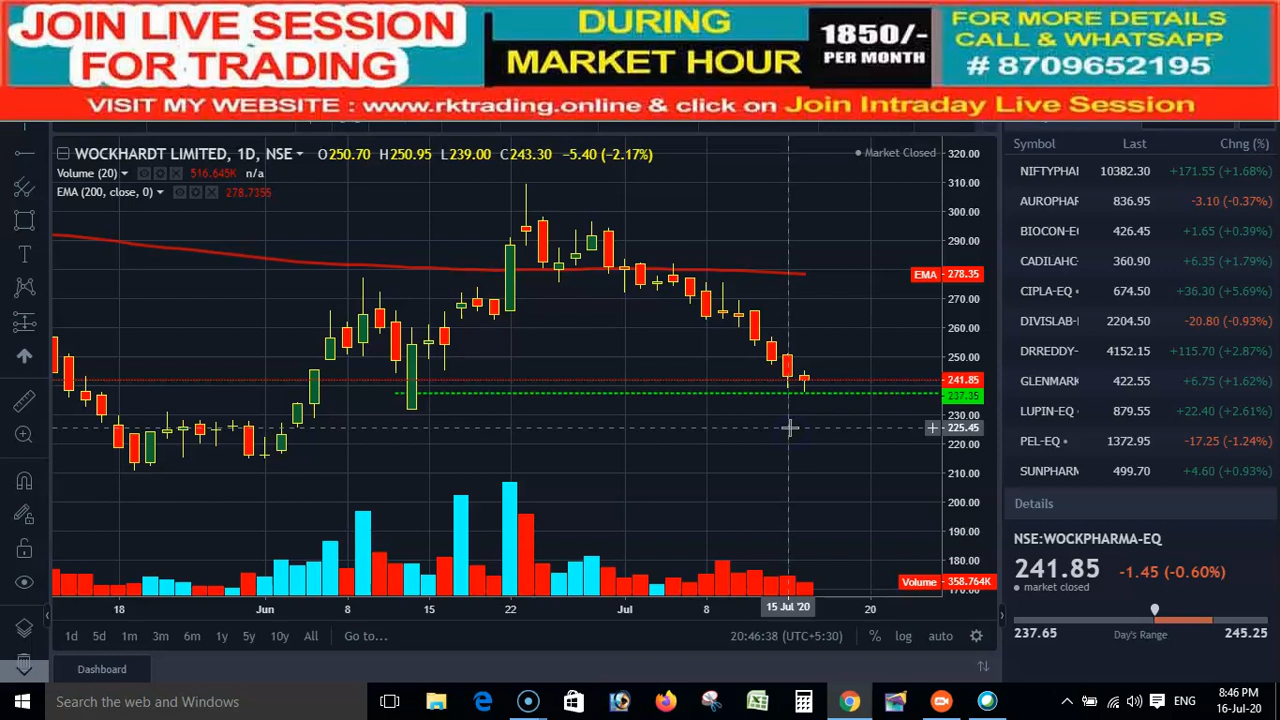 JOIN LIVE SESSION
FOR TRADING
DURING
MARKET HOUR
1850/-
PER MONTH
FOR MORE DETAILS
CALL & WHATSAPP
# 8709652195
VISIT MY WEBSITE : www.rktrading.online & click on Join Intraday Live Session
WOCKHARDT LIMITED, 1D, NSE O250.70 H250.95 L239.00 C243.30 -5.40 (-2.17%)
Market Closed
Volume (20) 516.645K n/a
EMA (200, close, 0) 278.7355
320.00
310.00
300.00
290.00
EMA 278.35
270.00
260.00
250.00
241.85
237.35
230.00
225.45
220.00
210.00
200.00
190.00
180.00
Volume 358.764K
18 Jun 8 15 22 Jul 8 15 Jul '20 20
1d 5d 1m 3m 6m 1y 5y 10y All Go to...
20:46:38 (UTC+5:30) % log auto
Dashboard
Symbol Last Chng (%)
NIFTYPHAI 10382.30 +171.55 (+1.68%)
AUROPHAR 836.95 -3.10 (-0.37%)
BIOCON-E 426.45 +1.65 (+0.39%)
CADILAHC- 360.90 +6.35 (+1.79%)
CIPLA-EQ 674.50 +36.30 (+5.69%)
DIVISLAB- 2204.50 -20.80 (-0.93%)
DRREDDY- 4152.15 +115.70 (+2.87%)
GLENMARK 422.55 +6.75 (+1.62%)
LUPIN-EQ 879.55 +22.40 (+2.61%)
PEL-EQ 1372.95 -17.25 (-1.24%)
SUNPHARM 499.70 +4.60 (+0.93%)
Details
NSE:WOCKPHARMA-EQ
241.85 -1.45 (-0.60%)
market closed
237.65 Day's Range 245.25
Search the web and Windows
ENG
8:46 PM
16-Jul-20